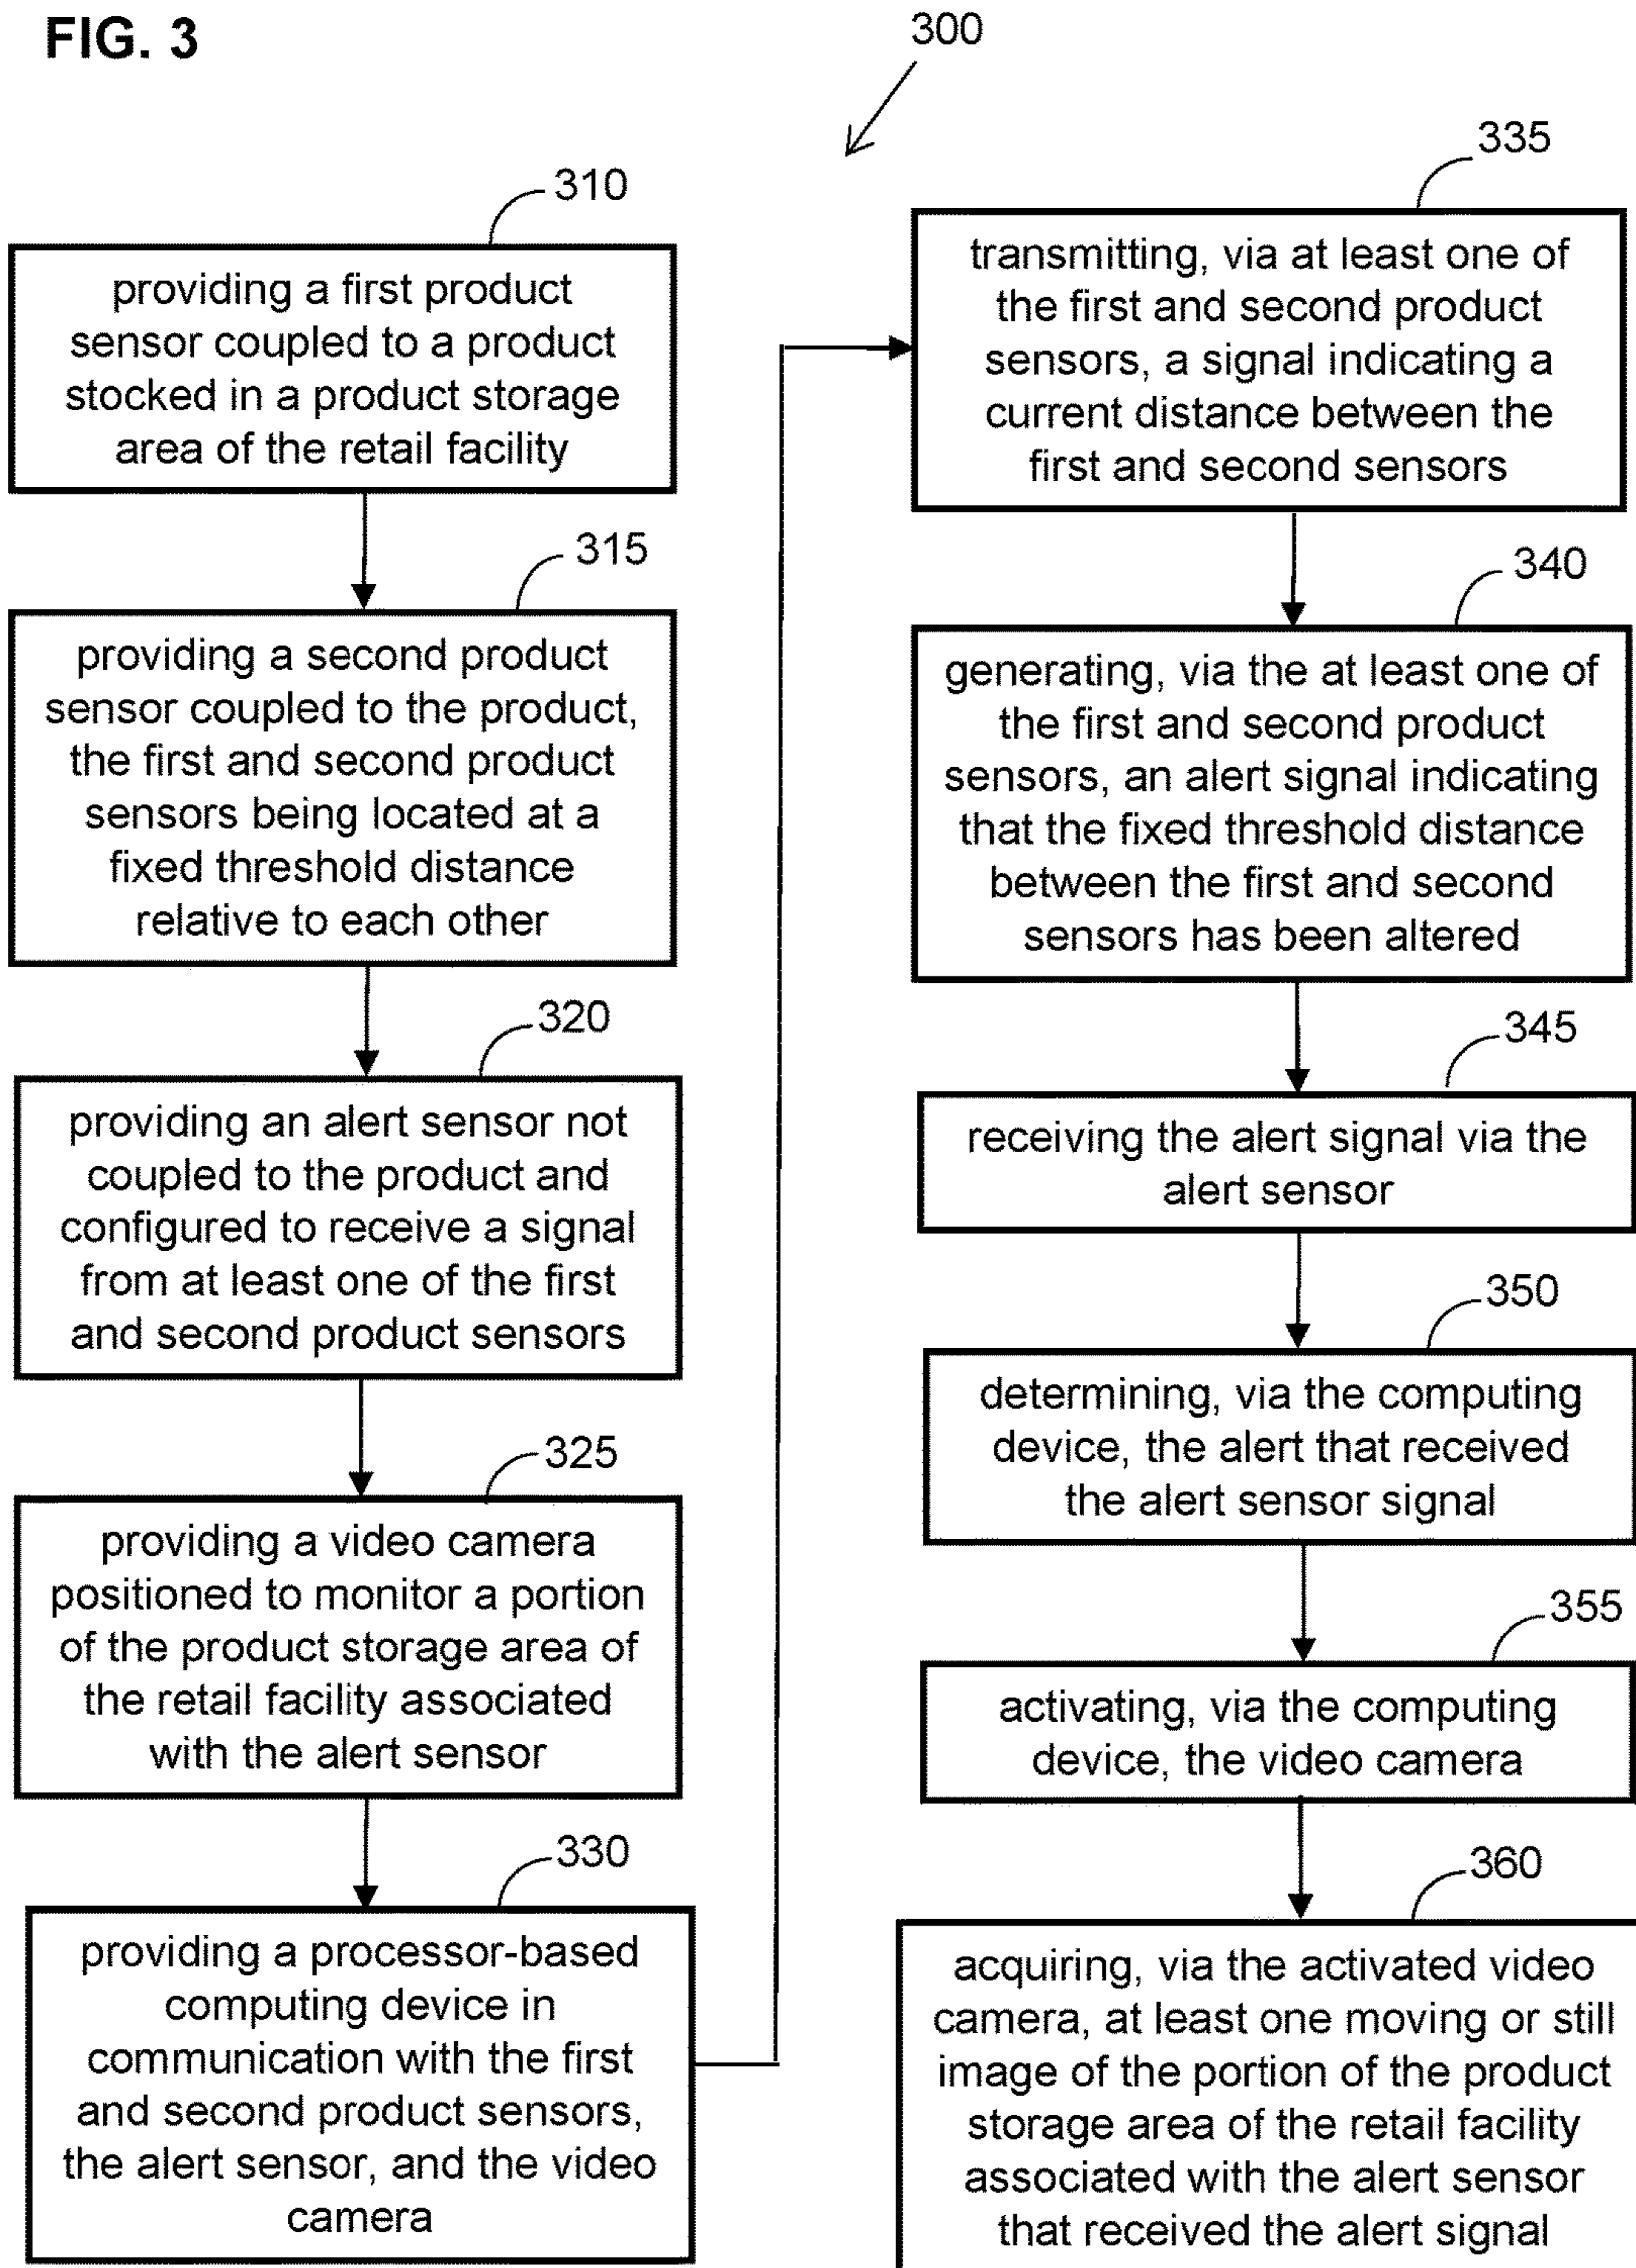 FIG. 3
300
310
providing a first product
sensor coupled to a product
stocked in a product storage
area of the retail facility
315
providing a second product
sensor coupled to the product,
the first and second product
sensors being located at a
fixed threshold distance
relative to each other
320
providing an alert sensor not
coupled to the product and
configured to receive a signal
from at least one of the first
and second product sensors
325
providing a video camera
positioned to monitor a portion
of the product storage area of
the retail facility associated
with the alert sensor
330
providing a processor-based
computing device in
communication with the first
and second product sensors,
the alert sensor, and the video
camera
335
transmitting, via at least one of
the first and second product
sensors, a signal indicating a
current distance between the
first and second sensors
340
generating, via the at least one of
the first and second product
sensors, an alert signal indicating
that the fixed threshold distance
between the first and second
sensors has been altered
345
receiving the alert signal via the
alert sensor
350
determining, via the computing
device, the alert that received
the alert sensor signal
355
activating, via the computing
device, the video camera
360
acquiring, via the activated video
camera, at least one moving or still
image of the portion of the product
storage area of the retail facility
associated with the alert sensor
that received the alert signal